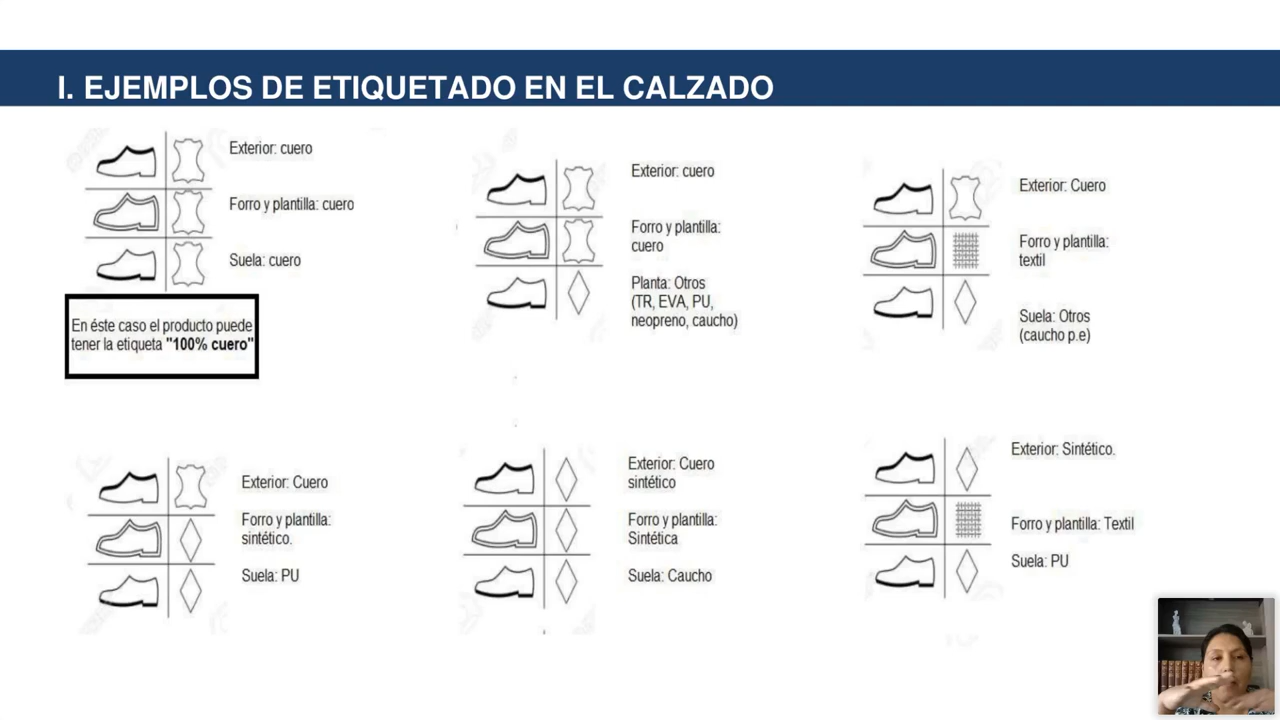 I. EJEMPLOS DE ETIQUETADO EN EL CALZADO
Exterior: cuero
Forro y plantilla: cuero
Suela: cuero
En éste caso el producto puede
tener la etiqueta "100% cuero"
Exterior: cuero
Forro y plantilla:
cuero
Planta: Otros
(TR, EVA, PU,
neopreno, caucho)
Exterior: Cuero
Forro y plantilla:
textil
Suela: Otros
(caucho p.e)
Exterior: Cuero
Forro y plantilla:
sintético.
Suela: PU
Exterior: Cuero
sintético
Forro y plantilla:
Sintética
Suela: Caucho
Exterior: Sintético.
Forro y plantilla: Textil
Suela: PU